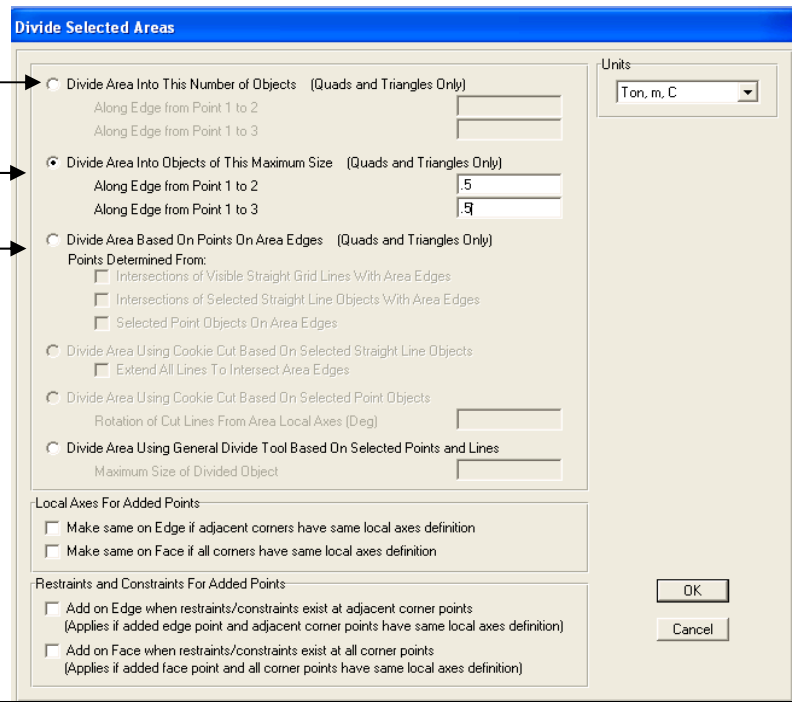 Divide Selected Areas
Units
Ton, m, C
Divide Area Into This Number of Objects (Quads and Triangles Only)
Along Edge from Point 1 to 2
Along Edge from Point 1 to 3
Divide Area Into Objects of This Maximum Size (Quads and Triangles Only)
Along Edge from Point 1 to 2 .5
Along Edge from Point 1 to 3 .5
Divide Area Based On Points On Area Edges (Quads and Triangles Only)
Points Determined From:
Intersections of Visible Straight Grid Lines With Area Edges
Intersections of Selected Straight Line Objects With Area Edges
Selected Point Objects On Area Edges
Divide Area Using Cookie Cut Based On Selected Straight Line Objects
Extend All Lines To Intersect Area Edges
Divide Area Using Cookie Cut Based On Selected Point Objects
Rotation of Cut Lines From Area Local Axes (Deg)
Divide Area Using General Divide Tool Based On Selected Points and Lines
Maximum Size of Divided Object
Local Axes For Added Points
Make same on Edge if adjacent corners have same local axes definition
Make same on Face if all corners have same local axes definition
Restraints and Constraints For Added Points
Add on Edge when restraints/constraints exist at adjacent corner points
(Applies if added edge point and adjacent corner points have same local axes definition)
Add on Face when restraints/constraints exist at all corner points
(Applies if added face point and all corner points have same local axes definition)
OK
Cancel